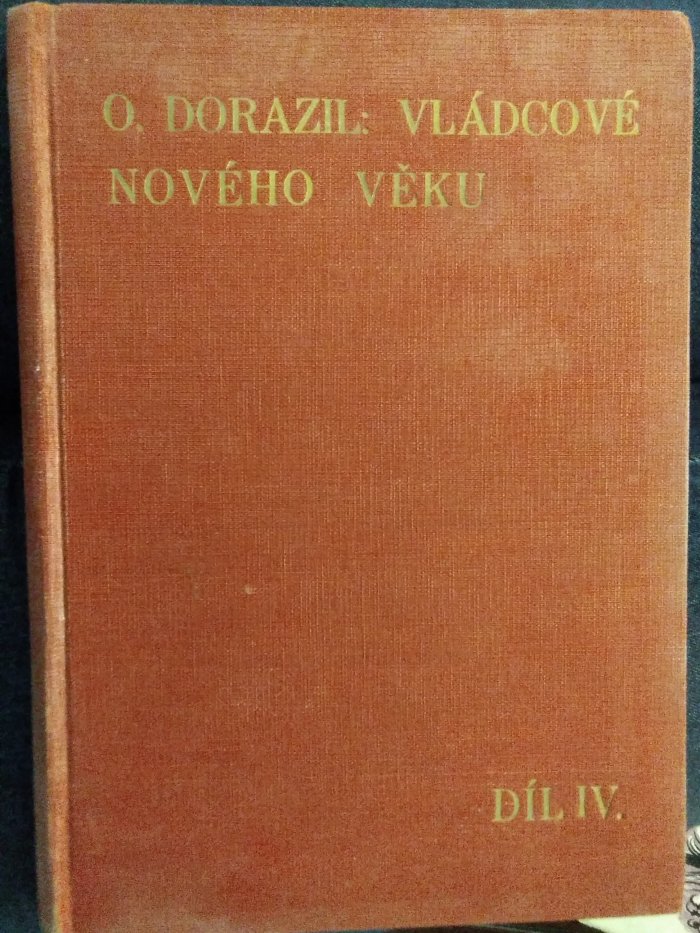 O. DORAZIL: VLÁDCOVÉ
NOVÉHO VĚKU
DÍL IV.